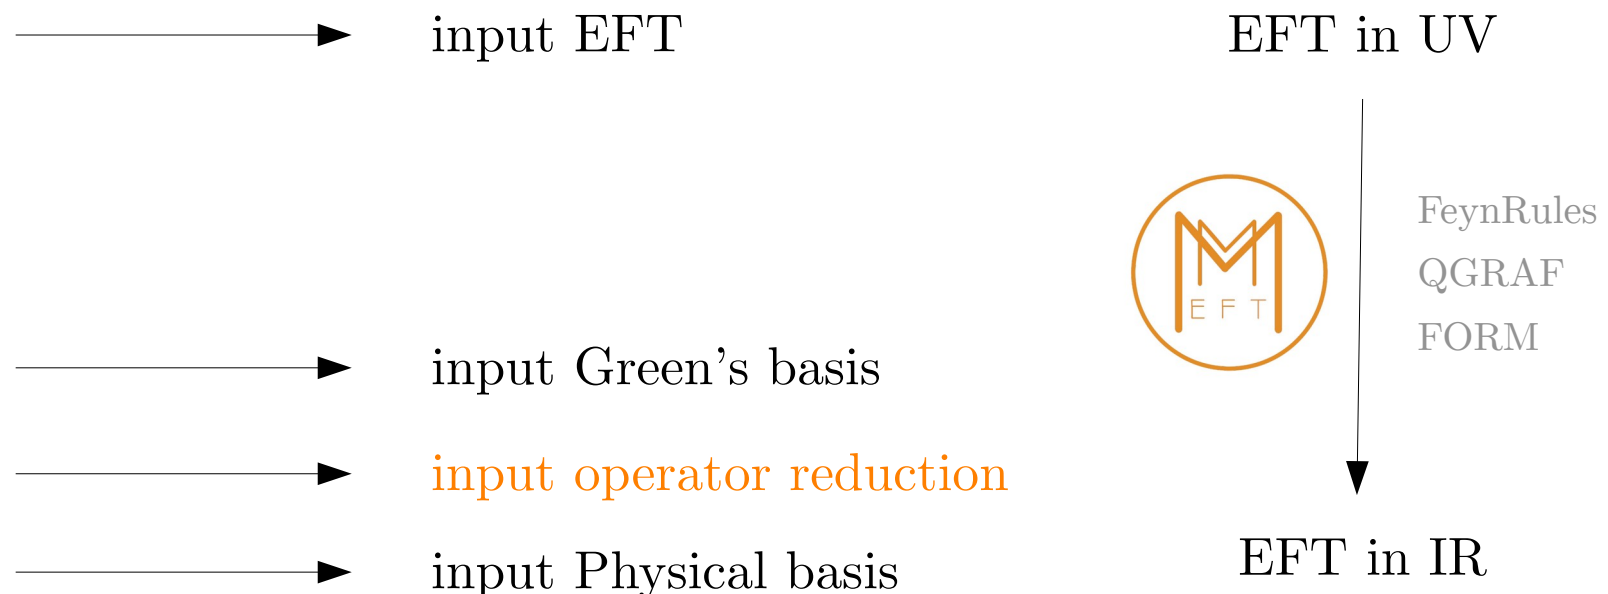 input EFT
EFT in UV
FeynRules
QGRAF
FORM
M
EFT
input Green's basis
input operator reduction
input Physical basis
EFT in IR